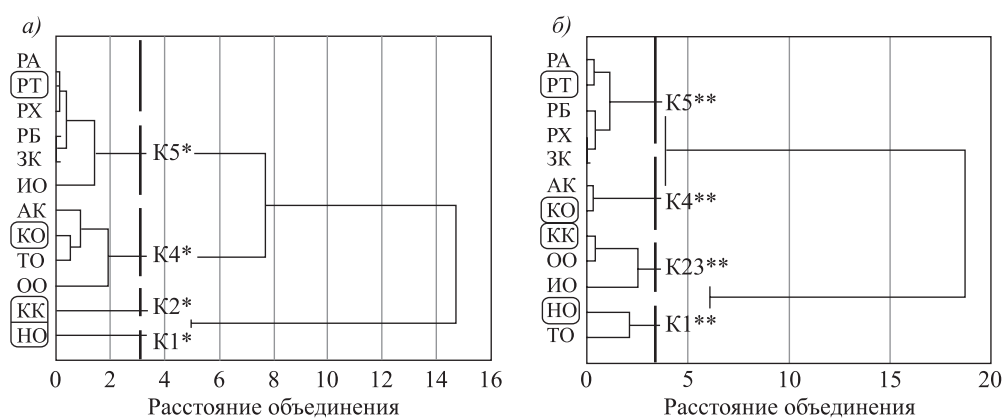 а)
РА
РТ
РХ
РБ
ЗК
ИО
АК
КО
ТО
ОО
КК
НО
К5*
К4*
К2*
К1*
0 2 4 6 8 10 12 14 16
Расстояние объединения
б)
РА
РТ
РБ
РХ
ЗК
АК
КО
КК
ОО
ИО
НО
ТО
К5**
К4**
К23**
К1**
0 5 10 15 20
Расстояние объединения